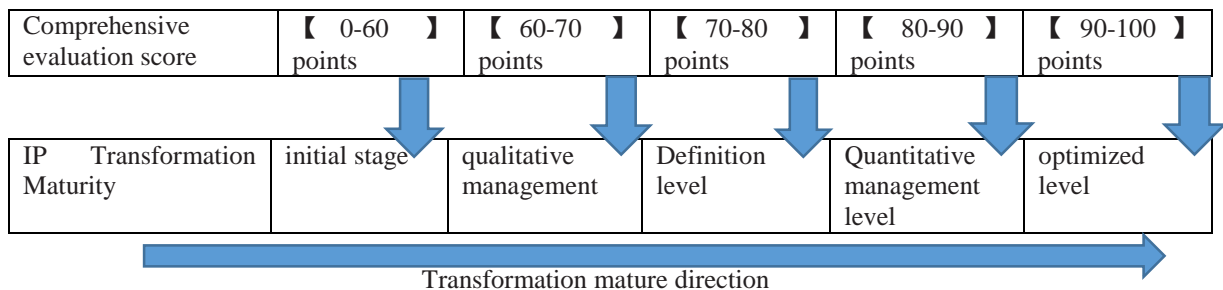 Comprehensive evaluation score
【 0-60 】 points
【 60-70 】 points
【 70-80 】 points
【 80-90 】 points
【 90-100 】 points
IP Transformation Maturity
initial stage
qualitative management
Definition level
Quantitative management level
optimized level
Transformation mature direction